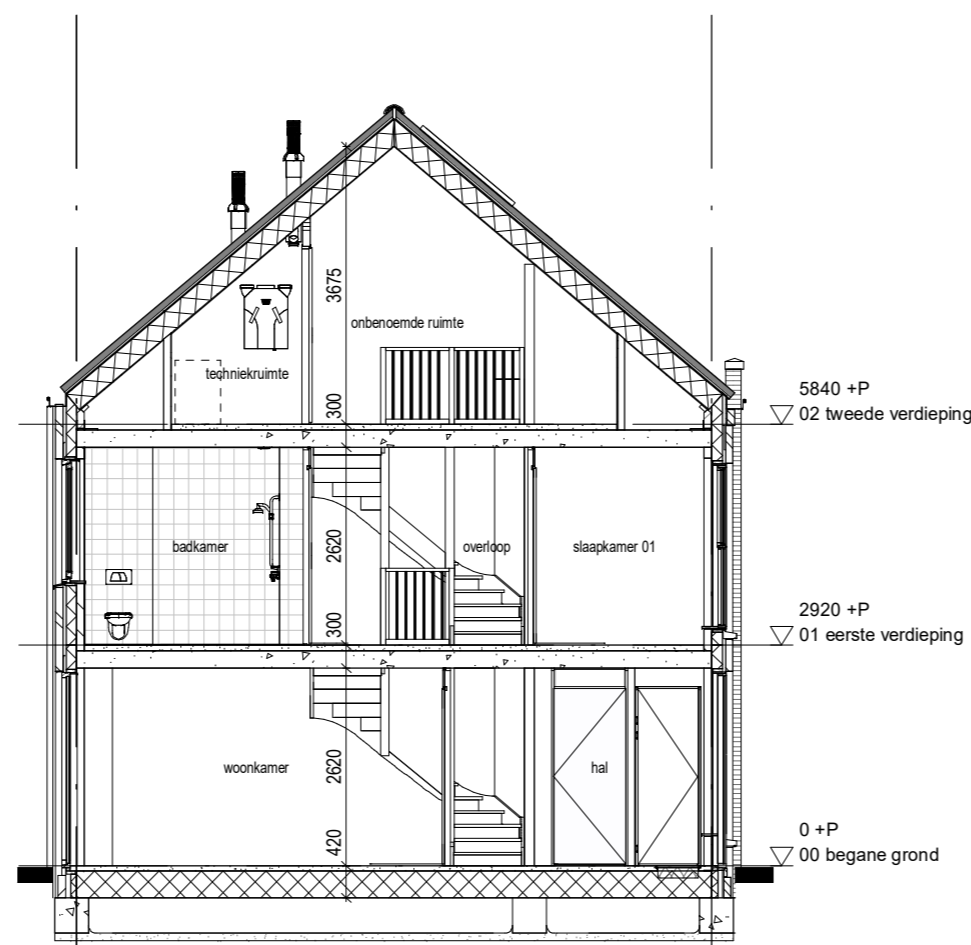 3675
onbenoemde ruimte
techniekruimte
5840 +P
02 tweede verdieping
300
badkamer
2620
overloop
slaapkamer 01
2920 +P
01 eerste verdieping
300
woonkamer
2620
hal
0 +P
00 begane grond
420